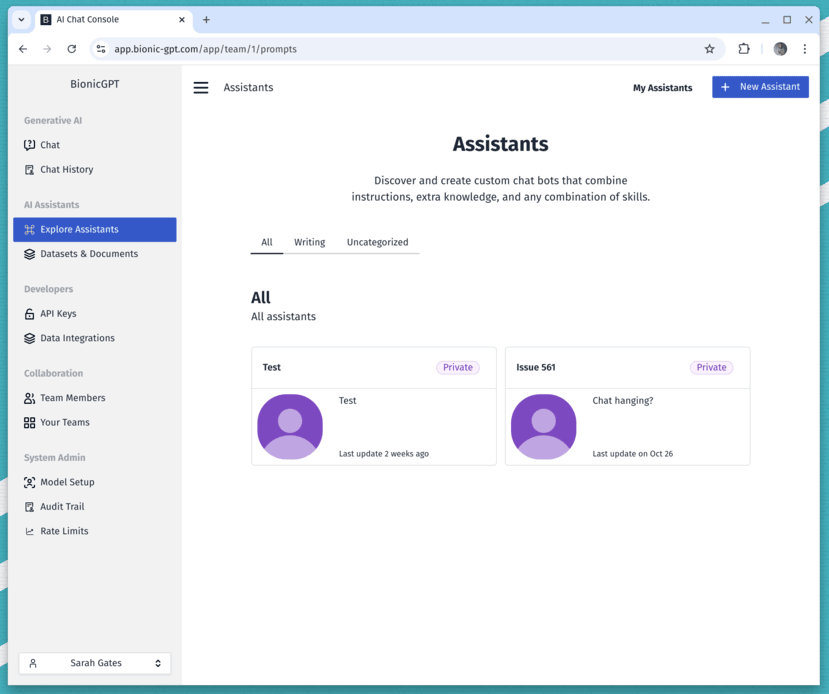 AI Chat Console
app.bionic-gpt.com/app/team/1/prompts
BionicGPT
Generative AI
Chat
Chat History
AI Assistants
Explore Assistants
Datasets & Documents
Developers
API Keys
Data Integrations
Collaboration
Team Members
Your Teams
System Admin
Model Setup
Audit Trail
Rate Limits
Sarah Gates
Assistants
My Assistants
+ New Assistant
Assistants
Discover and create custom chat bots that combine
instructions, extra knowledge, and any combination of skills.
All Writing Uncategorized
All
All assistants
Test Private
Test
Last update 2 weeks ago
Issue 561 Private
Chat hanging?
Last update on Oct 26